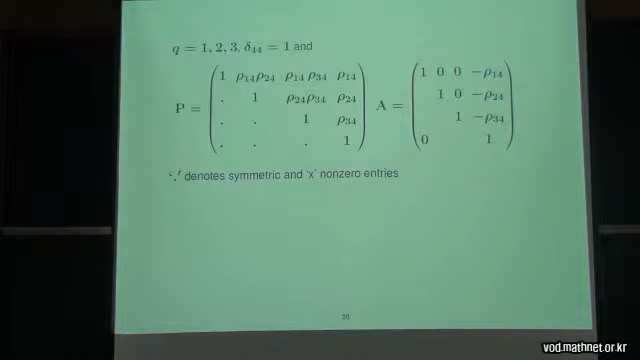 q = 1, 2, 3, δ₄₄ = 1 and
P = ( 1 ρ₁₄ρ₂₄ ρ₁₄ρ₃₄ ρ₁₄
. 1 ρ₂₄ρ₃₄ ρ₂₄
. . 1 ρ₃₄
. . . 1 )
A = ( 1 0 0 −ρ₁₄
1 0 −ρ₂₄
1 −ρ₃₄
0 1 )
'.' denotes symmetric and 'x' nonzero entries
vod.mathnet.or.kr